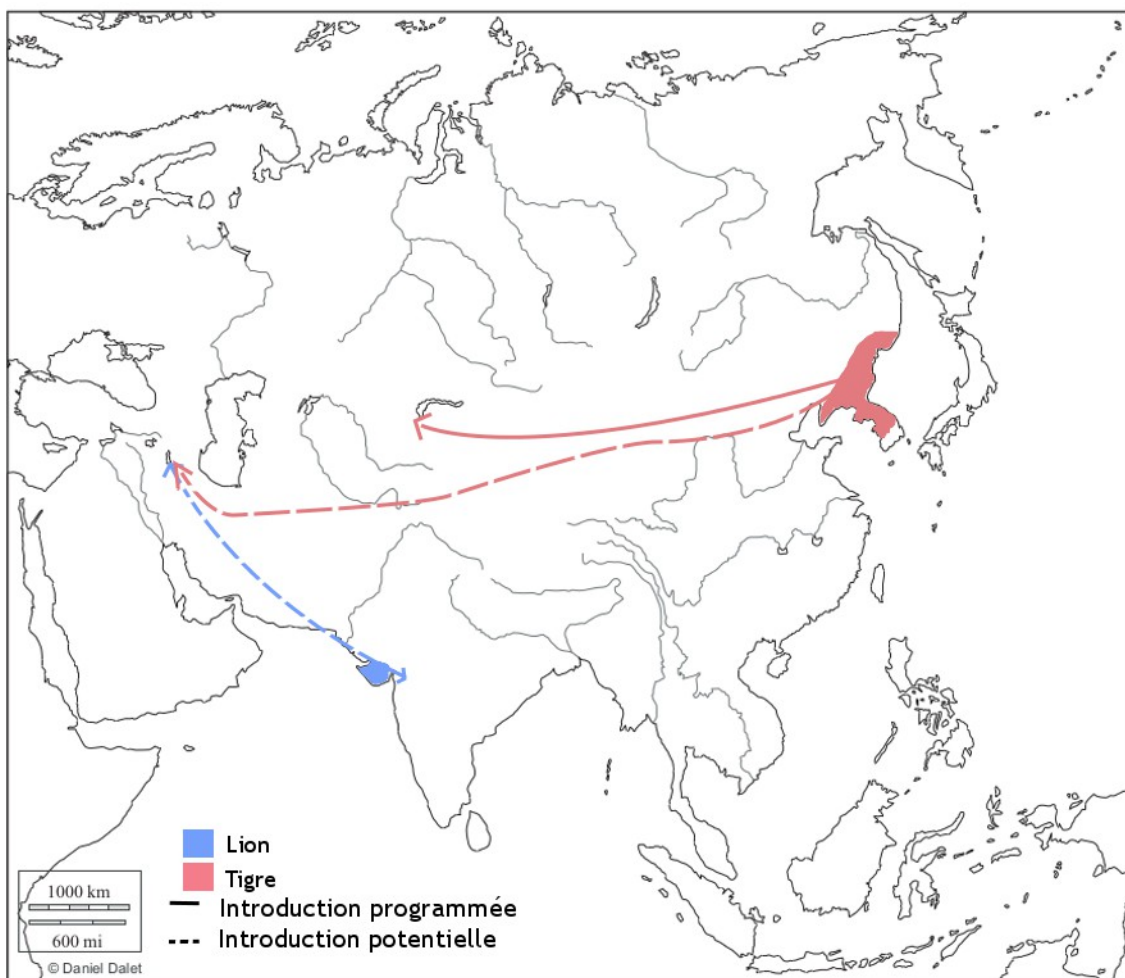 Lion
Tigre
Introduction programmée
Introduction potentielle
1000 km
600 mi
© Daniel Dalet